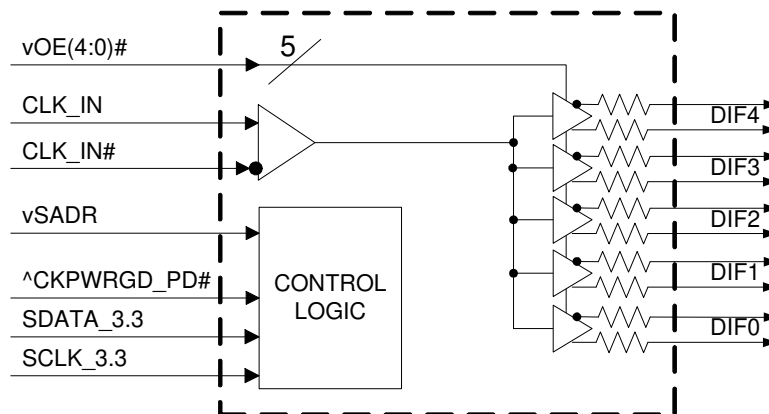 vOE(4:0)#
5
CLK_IN
CLK_IN#
vSADR
^CKPWRGD_PD#
SDATA_3.3
SCLK_3.3
CONTROL
LOGIC
DIF4
DIF3
DIF2
DIF1
DIF0